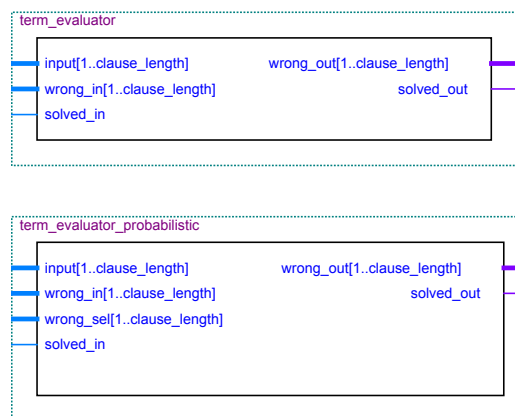 term_evaluator
input[1..clause_length] wrong_out[1..clause_length]
wrong_in[1..clause_length] solved_out
solved_in
term_evaluator_probabilistic
input[1..clause_length] wrong_out[1..clause_length]
wrong_in[1..clause_length] solved_out
wrong_sel[1..clause_length]
solved_in